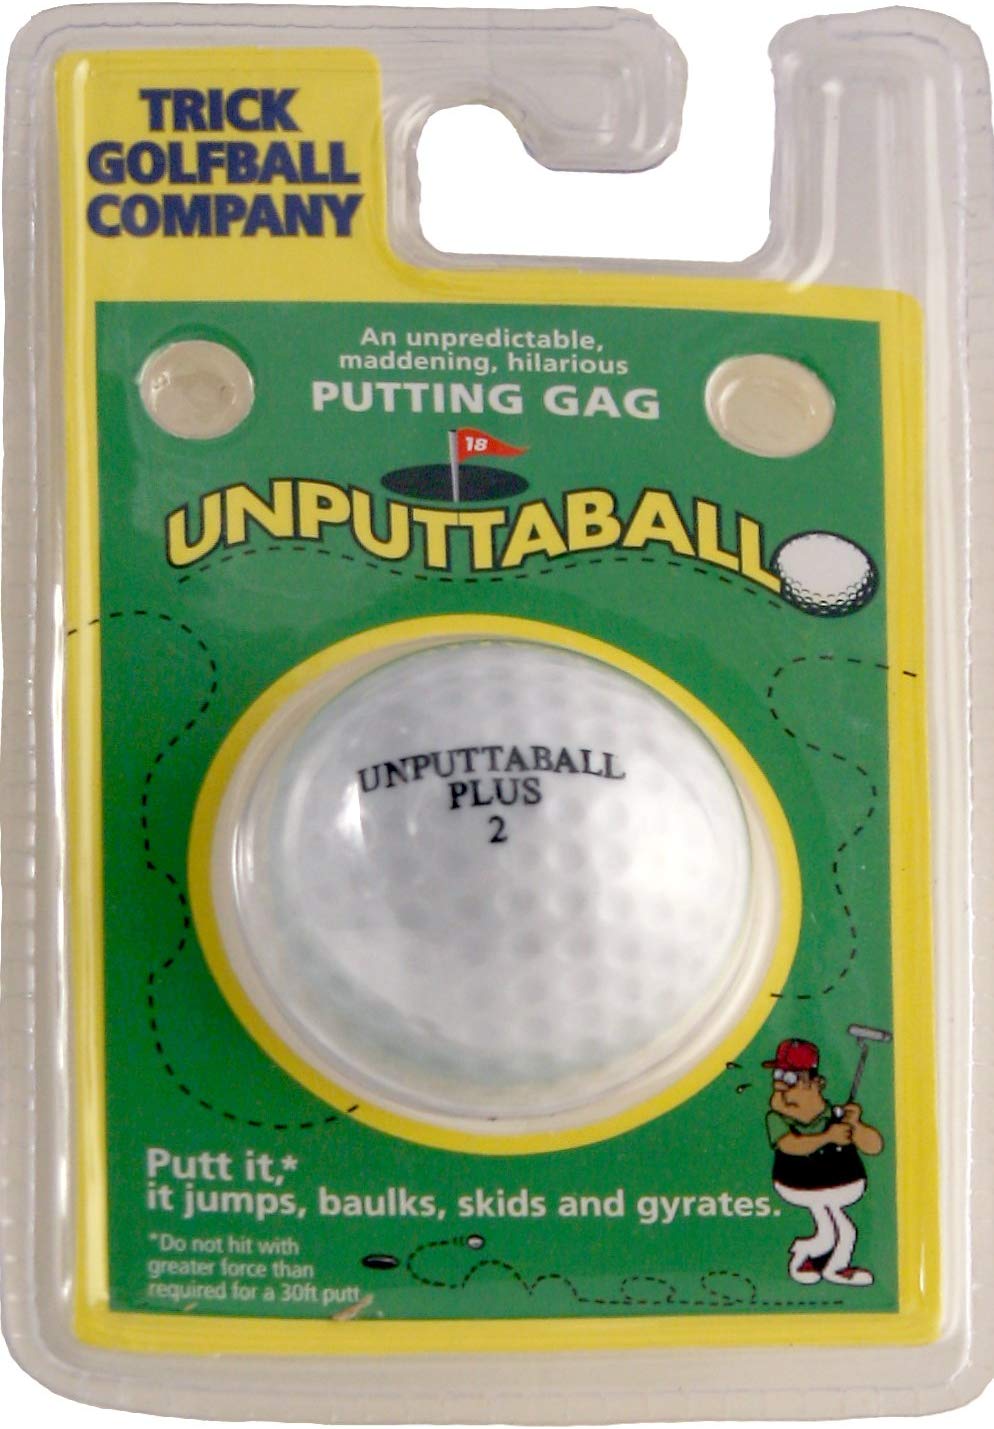 TRICK
GOLFBALL
COMPANY
An unpredictable,
maddening, hilarious
PUTTING GAG
18
UNPUTTABALL
UNPUTTABALL
PLUS
2
Putt it,*
it jumps, baulks, skids and gyrates.
*Do not hit with
greater force than
required for a 30ft putt